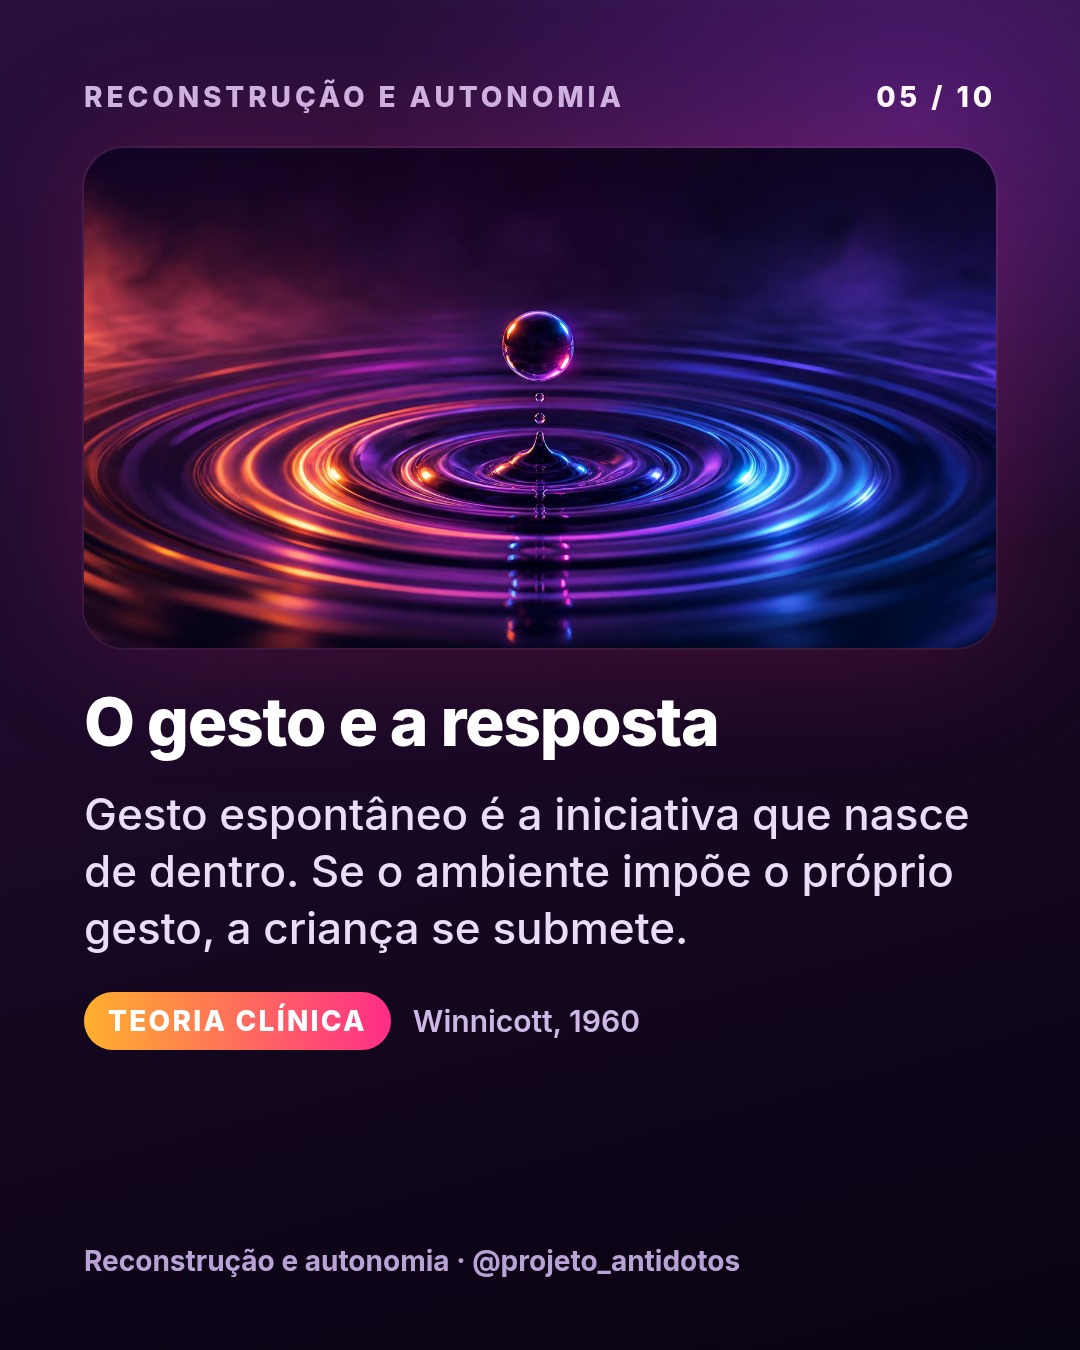 RECONSTRUÇÃO E AUTONOMIA
05 / 10
O gesto e a resposta
Gesto espontâneo é a iniciativa que nasce
de dentro. Se o ambiente impõe o próprio
gesto, a criança se submete.
TEORIA CLÍNICA
Winnicott, 1960
Reconstrução e autonomia · @projeto_antidotos